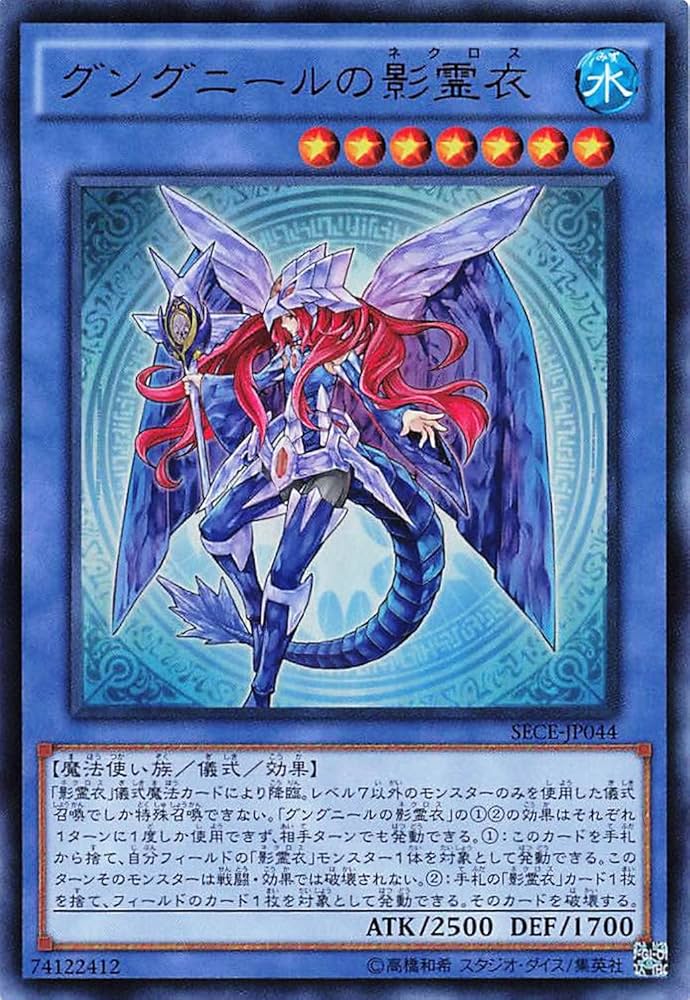 ネクロス
グングニールの影霊衣
みず
水
SECE-JP044
【魔法使い族／儀式／効果】
「影霊衣」儀式魔法カードにより降臨。レベル７以外のモンスターのみを使用した儀式
召喚でしか特殊召喚できない。「グングニールの影霊衣」の①②の効果はそれぞれ
１ターンに１度しか使用できず、相手ターンでも発動できる。①：このカードを手札
から捨て、自分フィールドの「影霊衣」モンスター１体を対象として発動できる。この
ターンそのモンスターは戦闘・効果では破壊されない。②：手札の「影霊衣」カード１枚
を捨て、フィールドのカード１枚を対象として発動できる。そのカードを破壊する。
ATK/2500 DEF/1700
74122412
©高橋和希 スタジオ・ダイス/集英社